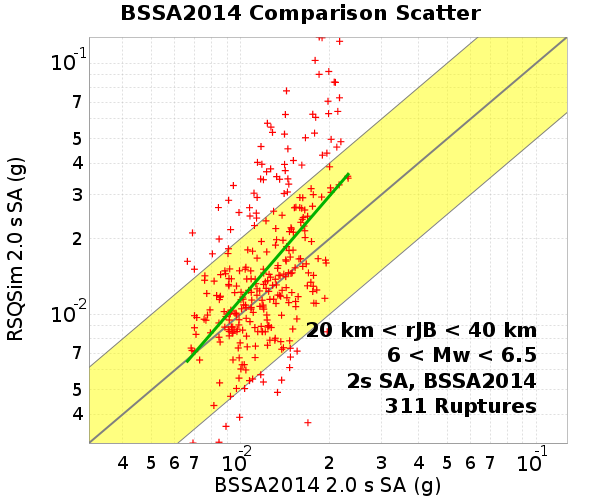 BSSA2014 Comparison Scatter
RSQSim 2.0 s SA (g)
10^-1
7
5
4
3
2
10^-2
7
5
4
20 km < rJB < 40 km
6 < Mw < 6.5
2s SA, BSSA2014
311 Ruptures
4 5 6 7 10^-2 2 3 4 5 6 7 10^-1
BSSA2014 2.0 s SA (g)